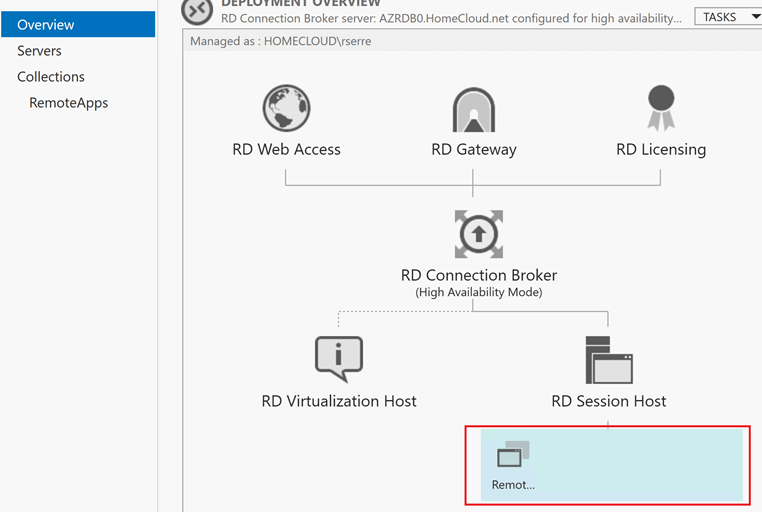 Overview
Servers
Collections
RemoteApps
DEPLOYMENT OVERVIEW
RD Connection Broker server: AZRDB0.HomeCloud.net configured for high availability...
TASKS
Managed as : HOMECLOUD\rserre
RD Web Access
RD Gateway
RD Licensing
RD Connection Broker
(High Availability Mode)
RD Virtualization Host
RD Session Host
Remot...